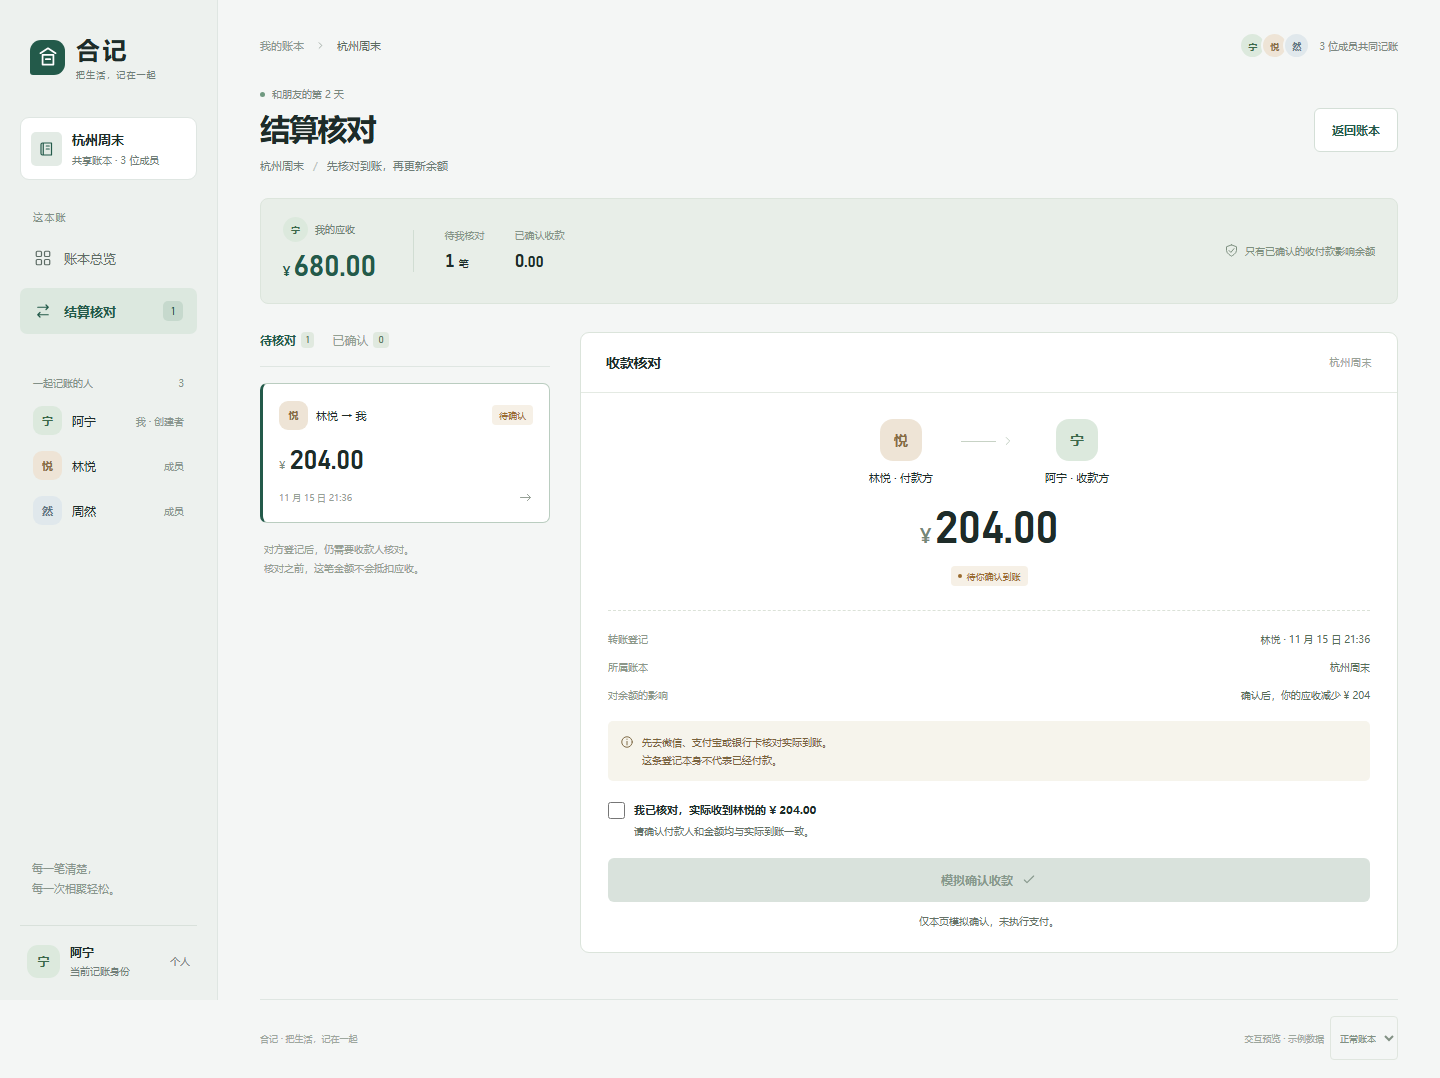 合记
把生活，记在一起
杭州周末
共享账本 · 3 位成员
这本账
账本总览
结算核对
1
一起记账的人
3
宁
阿宁
我 · 创建者
悦
林悦
成员
然
周然
成员
每一笔清楚，
每一次相聚轻松。
宁
阿宁
当前记账身份
个人
我的账本
杭州周末
宁
悦
然
3 位成员共同记账
和朋友的第 2 天
结算核对
杭州周末 / 先核对到账，再更新余额
返回账本
宁
我的应收
¥ 680.00
待我核对
1 笔
已确认收款
0.00
只有已确认的收付款影响余额
待核对 1
已确认 0
悦
林悦 → 我
待确认
¥ 204.00
11 月 15 日 21:36
对方登记后，仍需要收款人核对。
核对之前，这笔金额不会抵扣应收。
收款核对
杭州周末
悦
林悦 · 付款方
宁
阿宁 · 收款方
¥ 204.00
待你确认到账
转账登记
林悦 · 11 月 15 日 21:36
所属账本
杭州周末
对余额的影响
确认后，你的应收减少 ¥ 204
先去微信、支付宝或银行卡核对实际到账。
这条登记本身不代表已经付款。
我已核对，实际收到林悦的 ¥ 204.00
请确认付款人和金额均与实际到账一致。
模拟确认收款
仅本页模拟确认，未执行支付。
合记 · 把生活，记在一起
交互预览 · 示例数据
正常账本